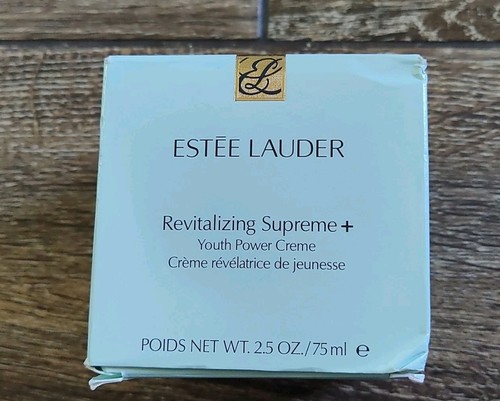 EL
ESTĒE LAUDER
Revitalizing Supreme +
Youth Power Creme
Crème révélatrice de jeunesse
POIDS NET WT. 2.5 OZ./75 ml ℮